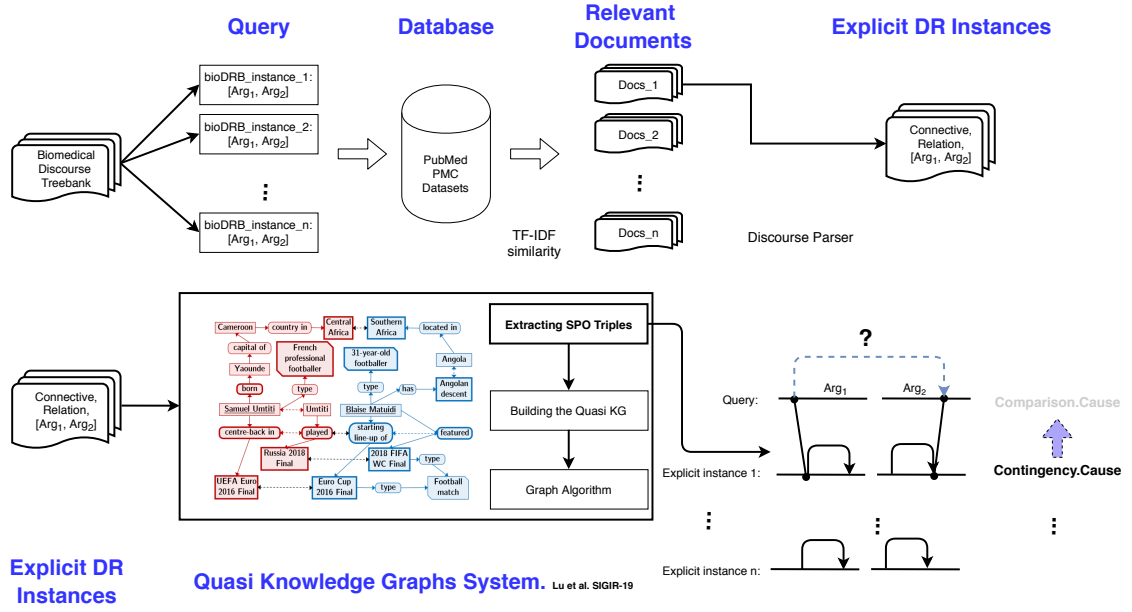 Query
Database
Relevant
Documents
Explicit DR Instances
Biomedical
Discourse
Treebank
bioDRB_instance_1:
[Arg1, Arg2]
bioDRB_instance_2:
[Arg1, Arg2]
...
bioDRB_instance_n:
[Arg1, Arg2]
PubMed
PMC
Datasets
TF-IDF
similarity
Docs_1
Docs_2
...
Docs_n
Discourse Parser
Connective,
Relation,
[Arg1, Arg2]
Connective,
Relation,
[Arg1, Arg2]
Cameroon
country in
Central
Africa
Southern
Africa
located in
capital of
French
professional
footballer
31-year-old
footballer
Angola
Yaounde
born
type
type
has
Angolan
descent
Samuel Umtiti
Umtiti
Blaise Matuidi
centre-back in
played
starting
line-up of
featured
Russia 2018
Final
2018 FIFA
WC Final
type
UEFA Euro
2016 Final
Euro Cup
2016 Final
type
Football
match
Extracting SPO Triples
Building the Quasi KG
Graph Algorithm
?
Arg1
Arg2
Query:
Comparison.Cause
Explicit instance 1:
Contingency.Cause
...
...
...
Explicit instance n:
Explicit DR
Instances
Quasi Knowledge Graphs System. Lu et al. SIGIR-19